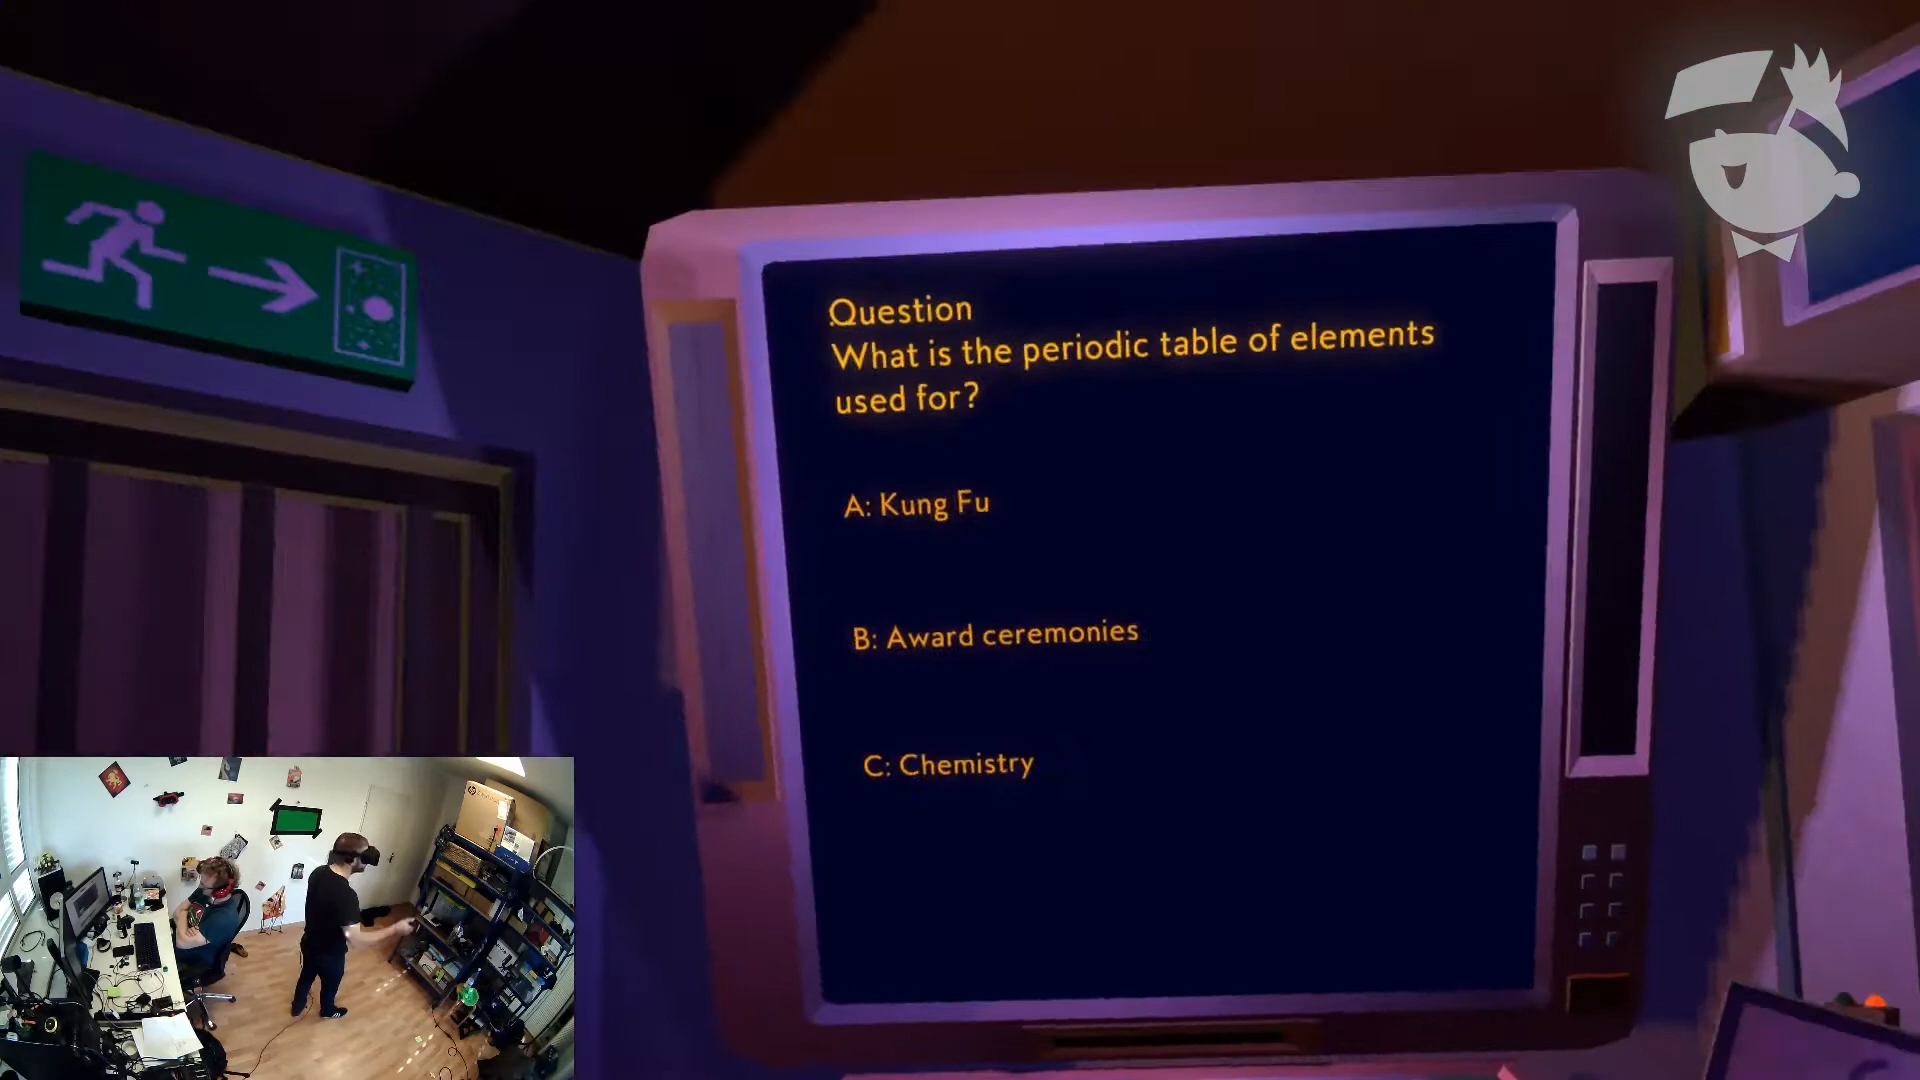 Question
What is the periodic table of elements
used for?
A: Kung Fu
B: Award ceremonies
C: Chemistry